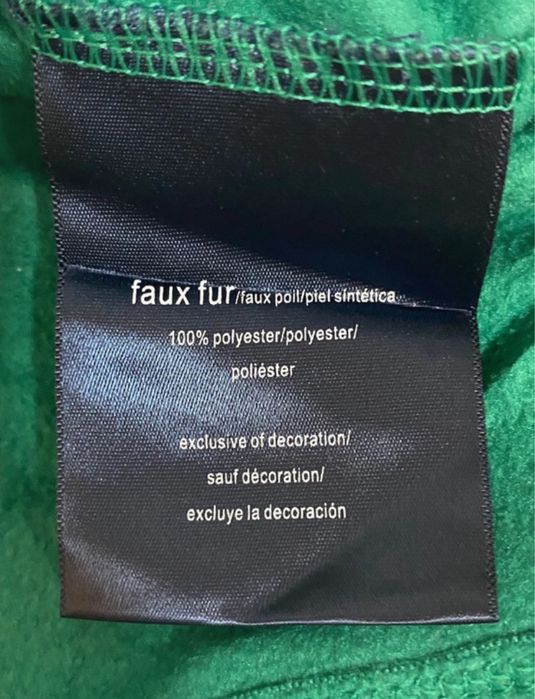 faux fur/faux poil/piel sintética
100% polyester/polyester/
poliéster
exclusive of decoration/
sauf décoration/
excluye la decoración